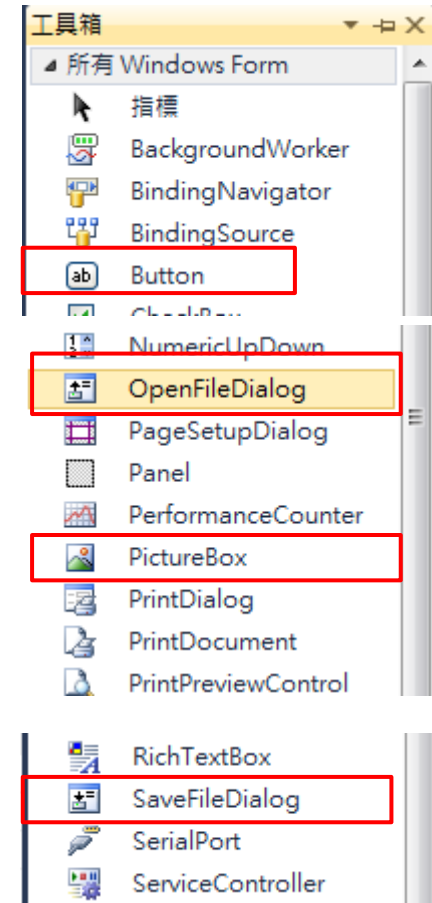 工具箱
所有 Windows Form
指標
BackgroundWorker
BindingNavigator
BindingSource
Button
CheckBox
NumericUpDown
OpenFileDialog
PageSetupDialog
Panel
PerformanceCounter
PictureBox
PrintDialog
PrintDocument
PrintPreviewControl
RichTextBox
SaveFileDialog
SerialPort
ServiceController